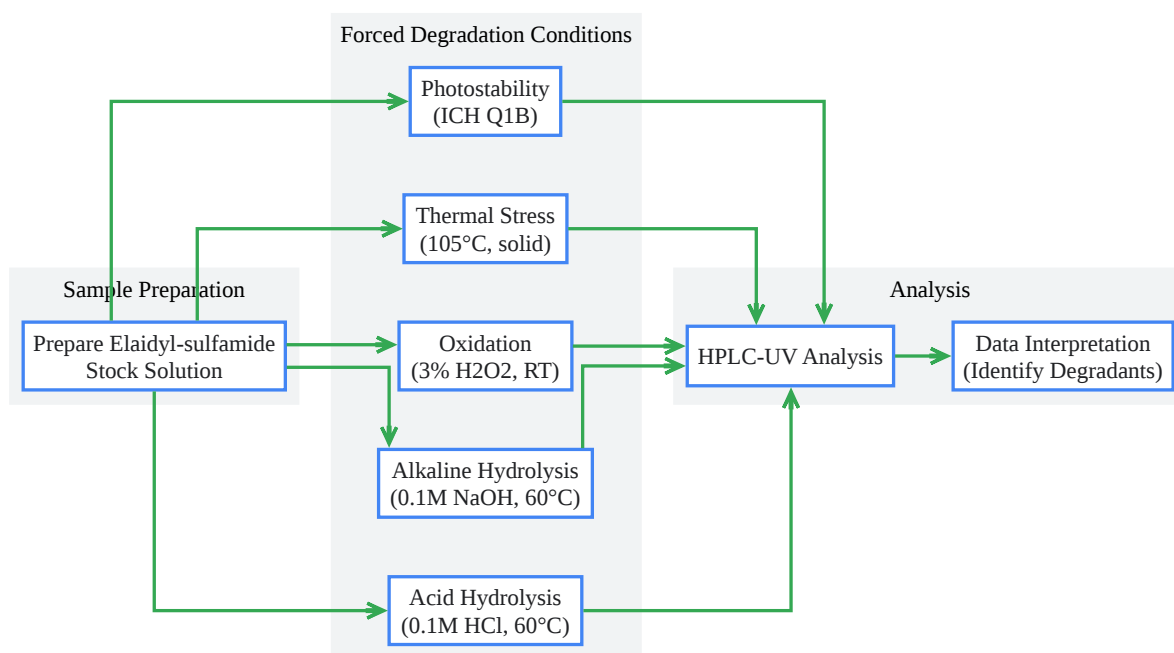 Forced Degradation Conditions
Photostability
(ICH Q1B)
Thermal Stress
(105°C, solid)
Sample Preparation
Prepare Elaidyl-sulfamide
Stock Solution
Oxidation
(3% H2O2, RT)
Alkaline Hydrolysis
(0.1M NaOH, 60°C)
Acid Hydrolysis
(0.1M HCl, 60°C)
Analysis
HPLC-UV Analysis
Data Interpretation
(Identify Degradants)